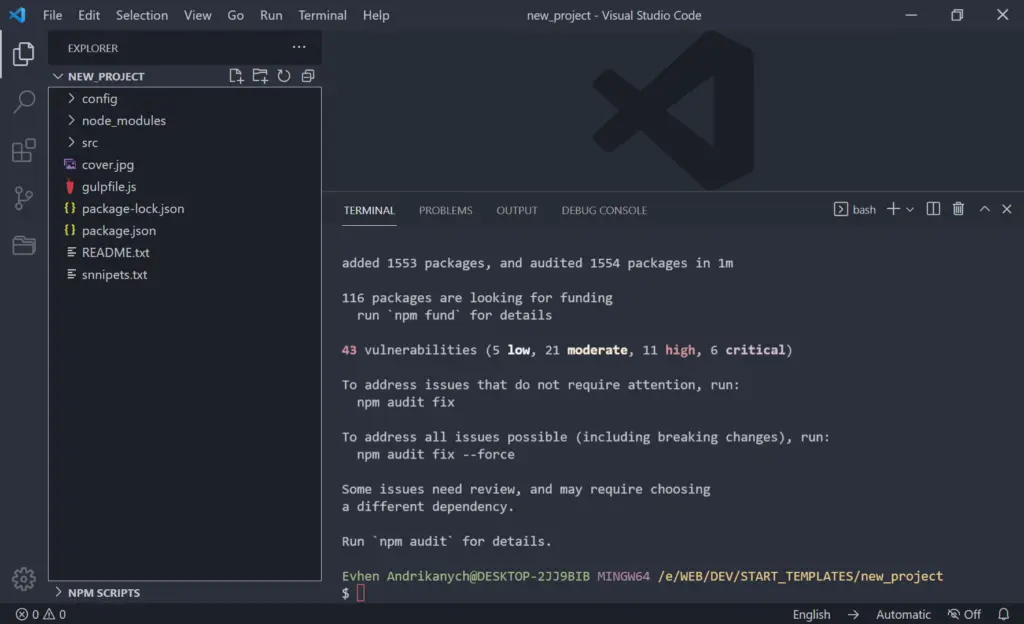 File Edit Selection View Go Run Terminal Help
new_project - Visual Studio Code
EXPLORER
NEW_PROJECT
config
node_modules
src
cover.jpg
gulpfile.js
package-lock.json
package.json
README.txt
snnipets.txt
NPM SCRIPTS
TERMINAL PROBLEMS OUTPUT DEBUG CONSOLE
bash
added 1553 packages, and audited 1554 packages in 1m
116 packages are looking for funding
run `npm fund` for details
43 vulnerabilities (5 low, 21 moderate, 11 high, 6 critical)
To address issues that do not require attention, run:
npm audit fix
To address all issues possible (including breaking changes), run:
npm audit fix --force
Some issues need review, and may require choosing
a different dependency.
Run `npm audit` for details.
Evhen Andrikanych@DESKTOP-2JJ9BIB MINGW64 /e/WEB/DEV/START_TEMPLATES/new_project
$
0 0
English → Automatic Off